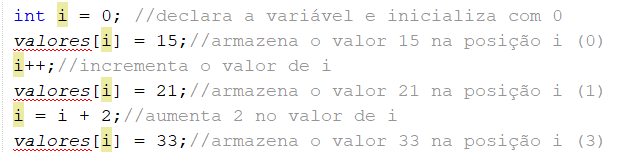 int i = 0; //declara a variável e inicializa com 0
valores[i] = 15;//armazena o valor 15 na posição i (0)
i++;//incrementa o valor de i
valores[i] = 21;//armazena o valor 21 na posição i (1)
i = i + 2;//aumenta 2 no valor de i
valores[i] = 33;//armazena o valor 33 na posição i (3)